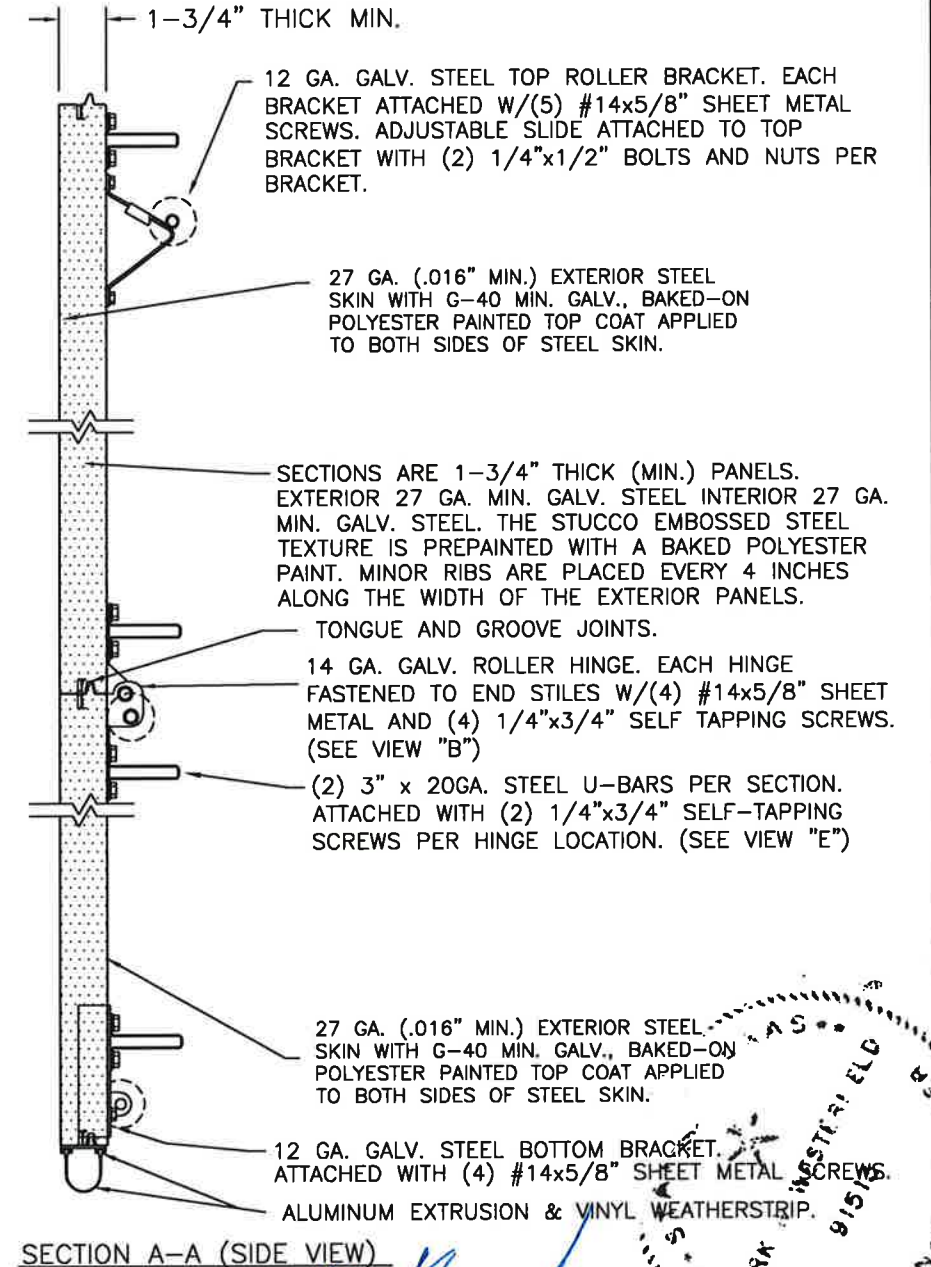 1-3/4" THICK MIN.
12 GA. GALV. STEEL TOP ROLLER BRACKET. EACH
BRACKET ATTACHED W/(5) #14x5/8" SHEET METAL
SCREWS. ADJUSTABLE SLIDE ATTACHED TO TOP
BRACKET WITH (2) 1/4"x1/2" BOLTS AND NUTS PER
BRACKET.
27 GA. (.016" MIN.) EXTERIOR STEEL
SKIN WITH G-40 MIN. GALV., BAKED-ON
POLYESTER PAINTED TOP COAT APPLIED
TO BOTH SIDES OF STEEL SKIN.
SECTIONS ARE 1-3/4" THICK (MIN.) PANELS.
EXTERIOR 27 GA. MIN. GALV. STEEL INTERIOR 27 GA.
MIN. GALV. STEEL. THE STUCCO EMBOSSED STEEL
TEXTURE IS PREPAINTED WITH A BAKED POLYESTER
PAINT. MINOR RIBS ARE PLACED EVERY 4 INCHES
ALONG THE WIDTH OF THE EXTERIOR PANELS.
TONGUE AND GROOVE JOINTS.
14 GA. GALV. ROLLER HINGE. EACH HINGE
FASTENED TO END STILES W/(4) #14x5/8" SHEET
METAL AND (4) 1/4"x3/4" SELF TAPPING SCREWS.
(SEE VIEW "B")
(2) 3" x 20GA. STEEL U-BARS PER SECTION.
ATTACHED WITH (2) 1/4"x3/4" SELF-TAPPING
SCREWS PER HINGE LOCATION. (SEE VIEW "E")
27 GA. (.016" MIN.) EXTERIOR STEEL
SKIN WITH G-40 MIN. GALV., BAKED-ON
POLYESTER PAINTED TOP COAT APPLIED
TO BOTH SIDES OF STEEL SKIN.
12 GA. GALV. STEEL BOTTOM BRACKET.
ATTACHED WITH (4) #14x5/8" SHEET METAL SCREWS.
ALUMINUM EXTRUSION & VINYL WEATHERSTRIP.
SECTION A-A (SIDE VIEW)